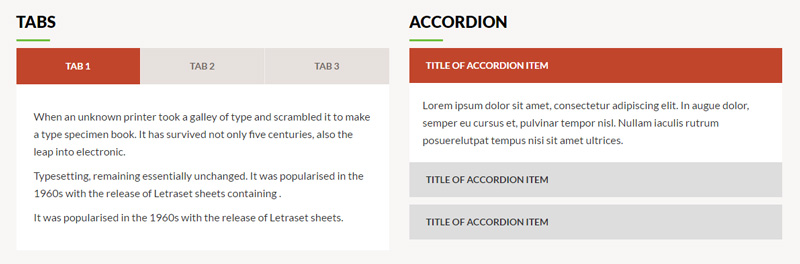 TABS
TAB 1
TAB 2
TAB 3
When an unknown printer took a galley of type and scrambled it to make
a type specimen book. It has survived not only five centuries, also the
leap into electronic.
Typesetting, remaining essentially unchanged. It was popularised in the
1960s with the release of Letraset sheets containing .
It was popularised in the 1960s with the release of Letraset sheets.
ACCORDION
TITLE OF ACCORDION ITEM
Lorem ipsum dolor sit amet, consectetur adipiscing elit. In augue dolor,
semper eu cursus et, pulvinar tempor nisl. Nullam iaculis rutrum
posuerelutpat tempus nisi sit amet ultrices.
TITLE OF ACCORDION ITEM
TITLE OF ACCORDION ITEM